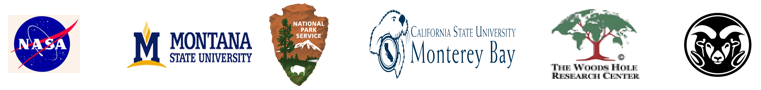 NASA
M MONTANA
STATE UNIVERSITY
NATIONAL
PARK
SERVICE
CALIFORNIA STATE UNIVERSITY
Monterey Bay
©
THE WOODS HOLE
RESEARCH CENTER